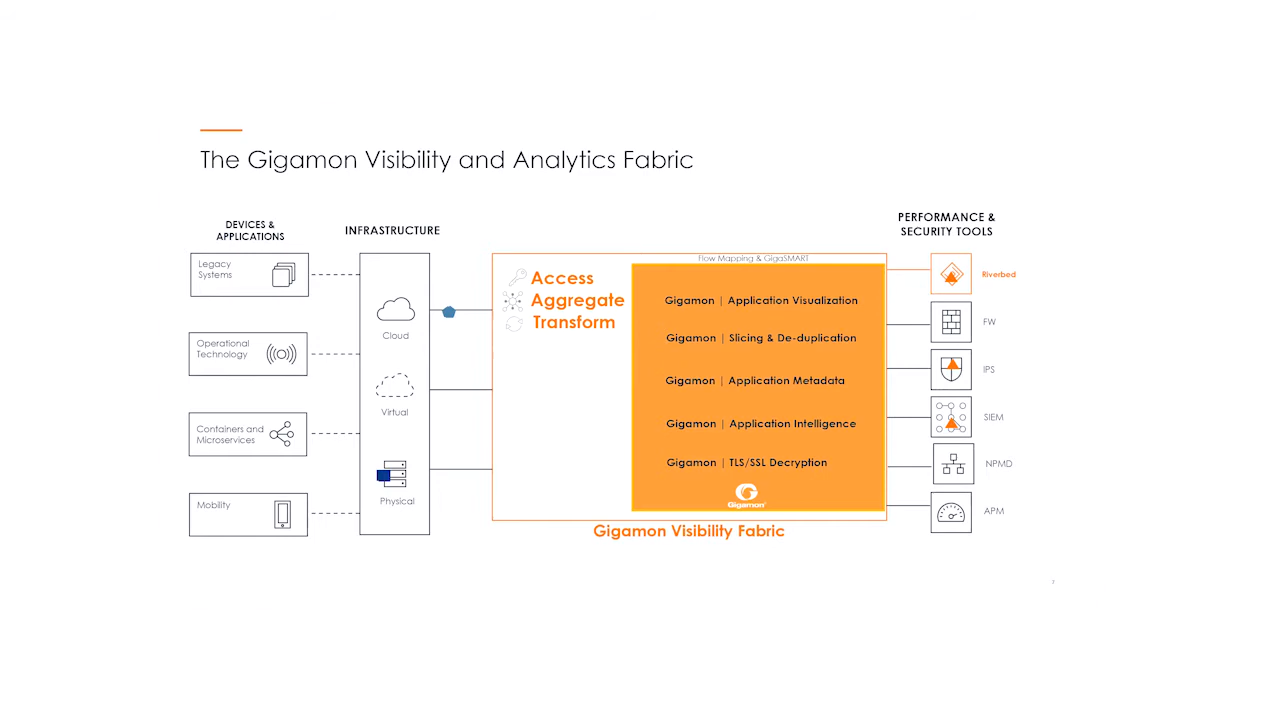 The Gigamon Visibility and Analytics Fabric
DEVICES &
APPLICATIONS
INFRASTRUCTURE
PERFORMANCE &
SECURITY TOOLS
Legacy
Systems
Operational
Technology
Containers and
Microservices
Mobility
Cloud
Virtual
Physical
Access
Aggregate
Transform
Flow Mapping & GigaSMART
Gigamon | Application Visualization
Gigamon | Slicing & De-duplication
Gigamon | Application Metadata
Gigamon | Application Intelligence
Gigamon | TLS/SSL Decryption
Gigamon
Gigamon Visibility Fabric
Riverbed
FW
IPS
SIEM
NPMD
APM
7